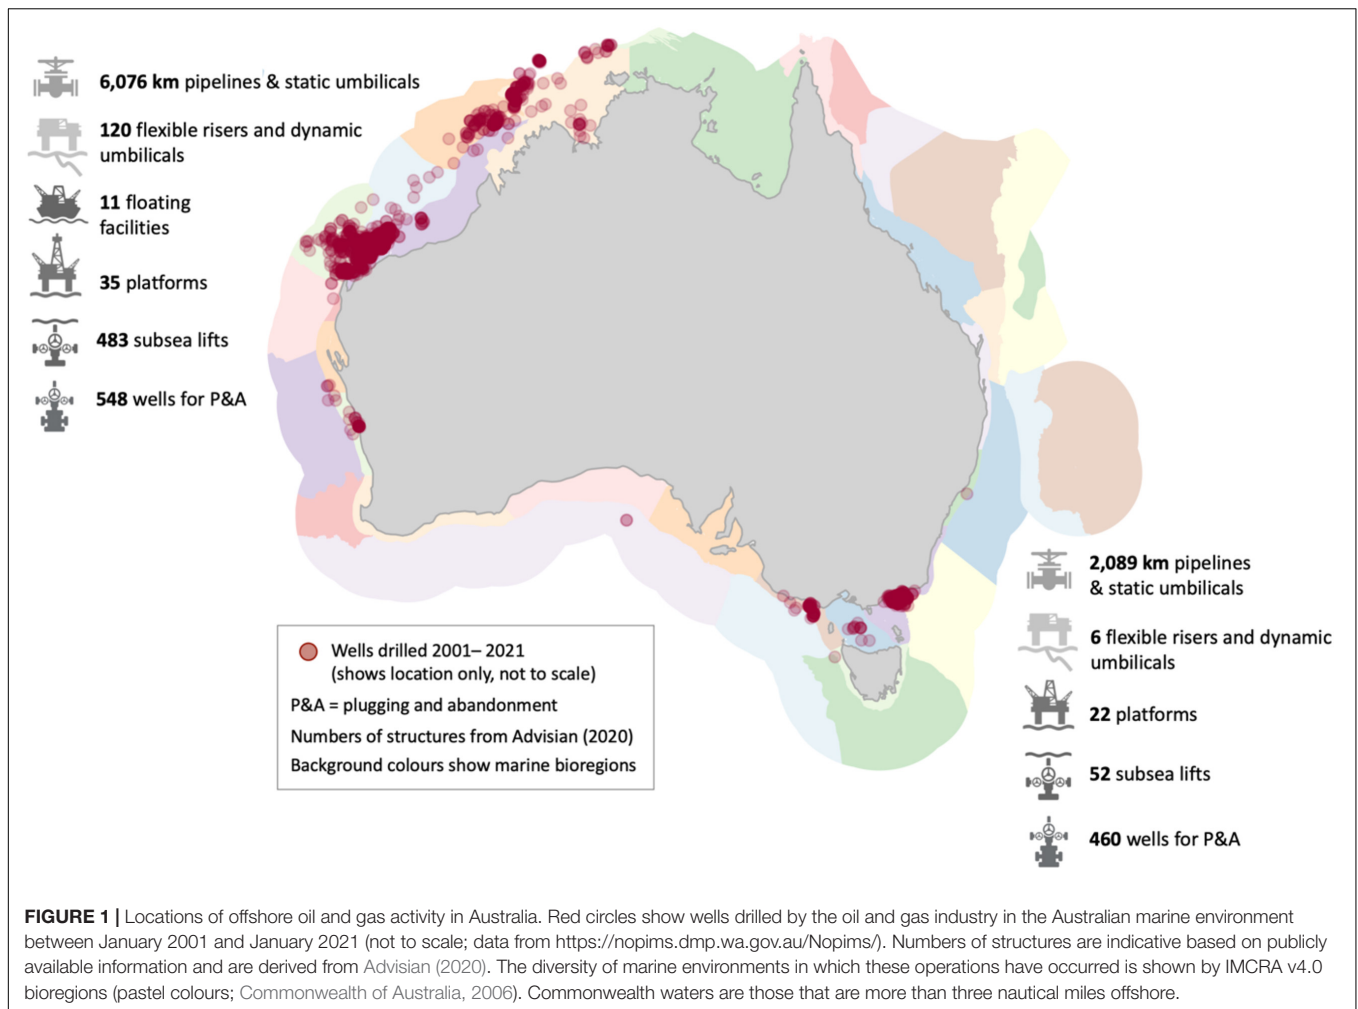 6,076 km pipelines & static umbilicals
120 flexible risers and dynamic
umbilicals
11 floating
facilities
35 platforms
483 subsea lifts
548 wells for P&A
Wells drilled 2001– 2021
(shows location only, not to scale)
P&A = plugging and abandonment
Numbers of structures from Advisian (2020)
Background colours show marine bioregions
2,089 km pipelines
& static umbilicals
6 flexible risers and dynamic
umbilicals
22 platforms
52 subsea lifts
460 wells for P&A
FIGURE 1 | Locations of offshore oil and gas activity in Australia. Red circles show wells drilled by the oil and gas industry in the Australian marine environment
between January 2001 and January 2021 (not to scale; data from https://nopims.dmp.wa.gov.au/Nopims/). Numbers of structures are indicative based on publicly
available information and are derived from Advisian (2020). The diversity of marine environments in which these operations have occurred is shown by IMCRA v4.0
bioregions (pastel colours; Commonwealth of Australia, 2006). Commonwealth waters are those that are more than three nautical miles offshore.